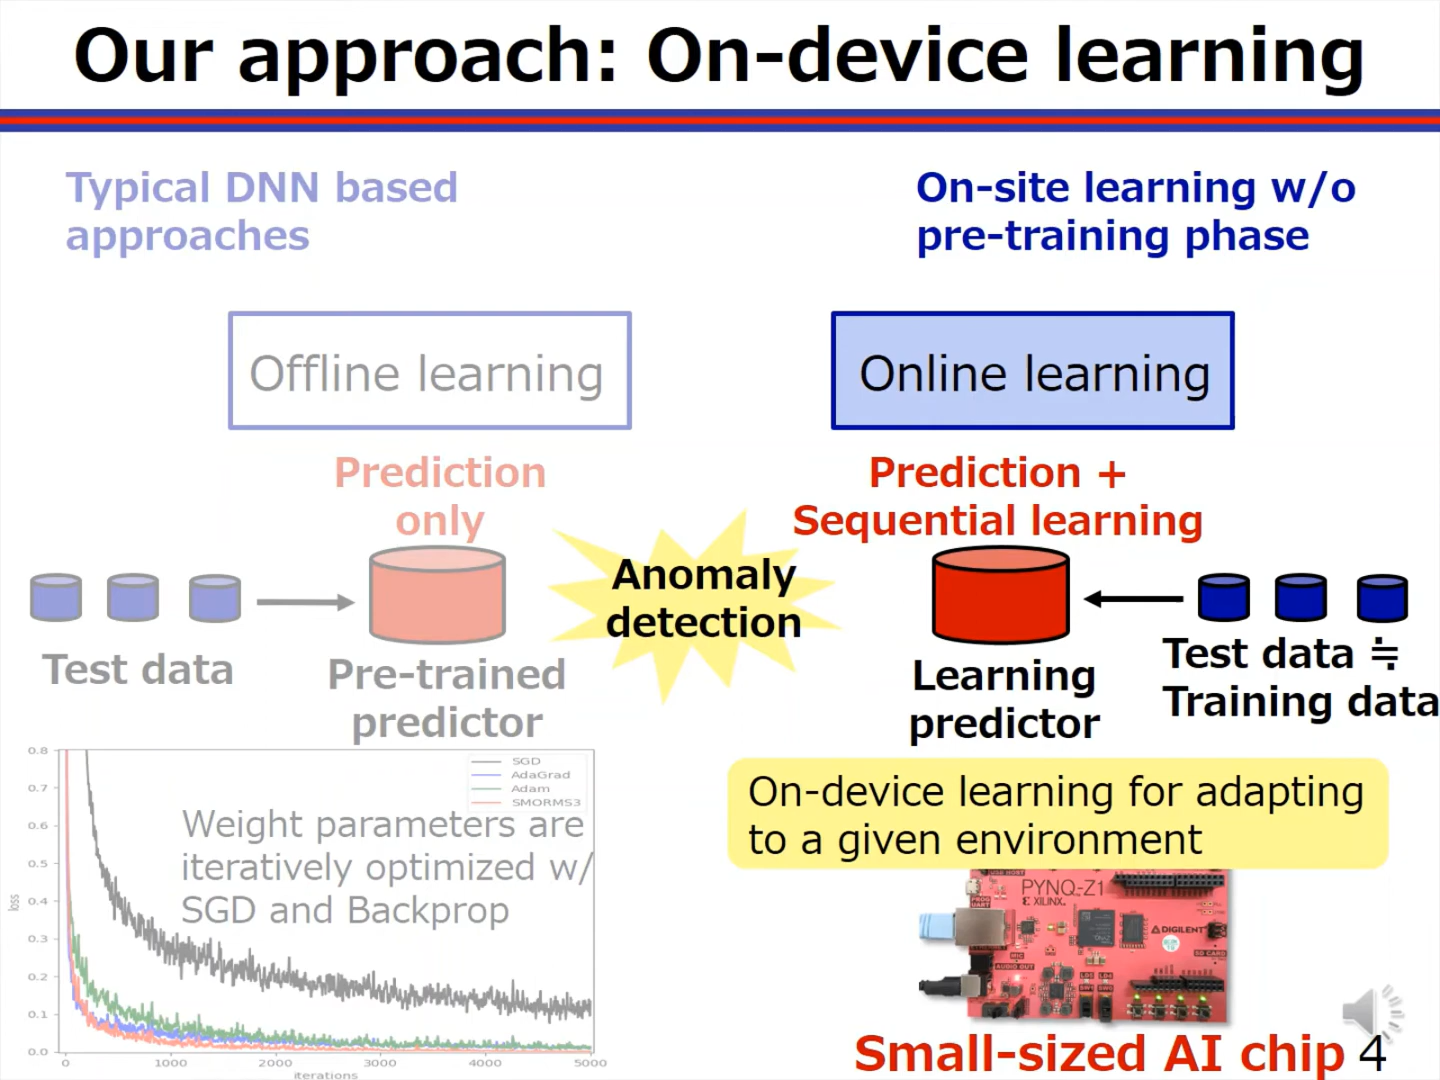 Our approach: On-device learning
Typical DNN based
approaches
On-site learning w/o
pre-training phase
Offline learning
Online learning
Prediction
only
Prediction +
Sequential learning
Anomaly
detection
Test data
Pre-trained
predictor
Learning
predictor
Test data ≒
Training data
0.8
0.7
0.6
0.5
0.4
0.3
0.2
0.1
0.0
loss
0
1000
2000
3000
4000
5000
iterations
SGD
AdaGrad
Adam
SMORMS3
Weight parameters are
iteratively optimized w/
SGD and Backprop
On-device learning for adapting
to a given environment
PYNQ-Z1
XILINX
DIGILENT
AUDIO OUT
SD CARD
Small-sized AI chip
4